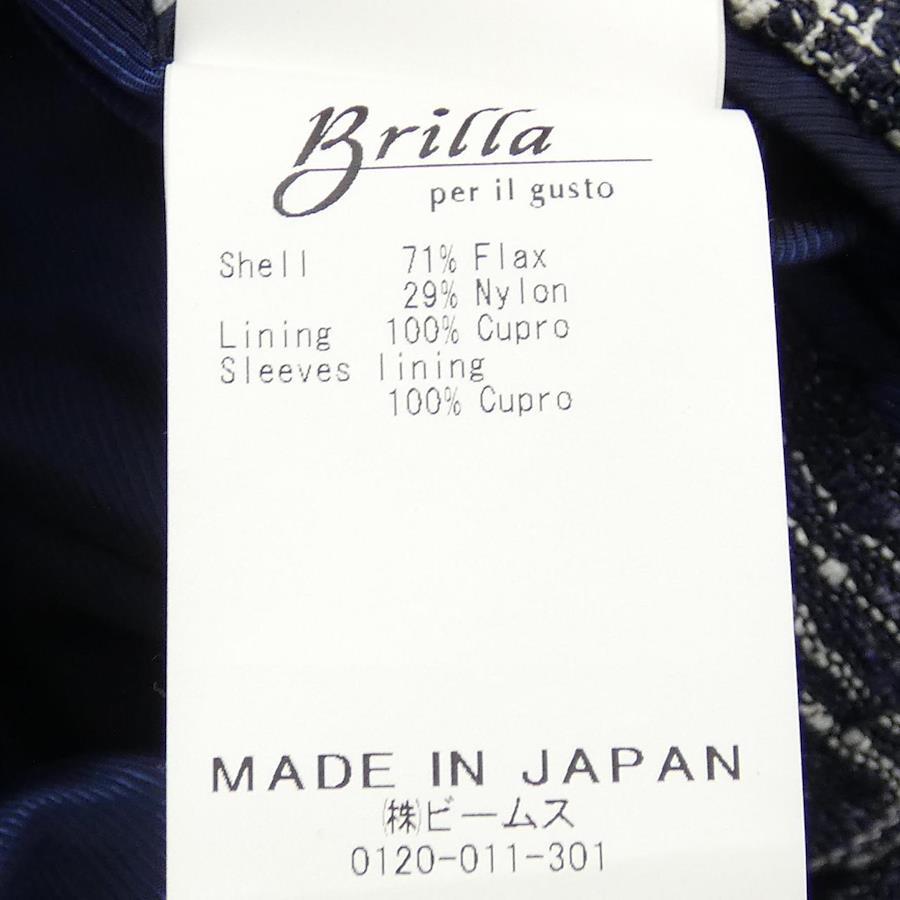 Brilla
per il gusto
Shell 71% Flax
29% Nylon
Lining 100% Cupro
Sleeves lining
100% Cupro
MADE IN JAPAN
㈱ビームス
0120-011-301